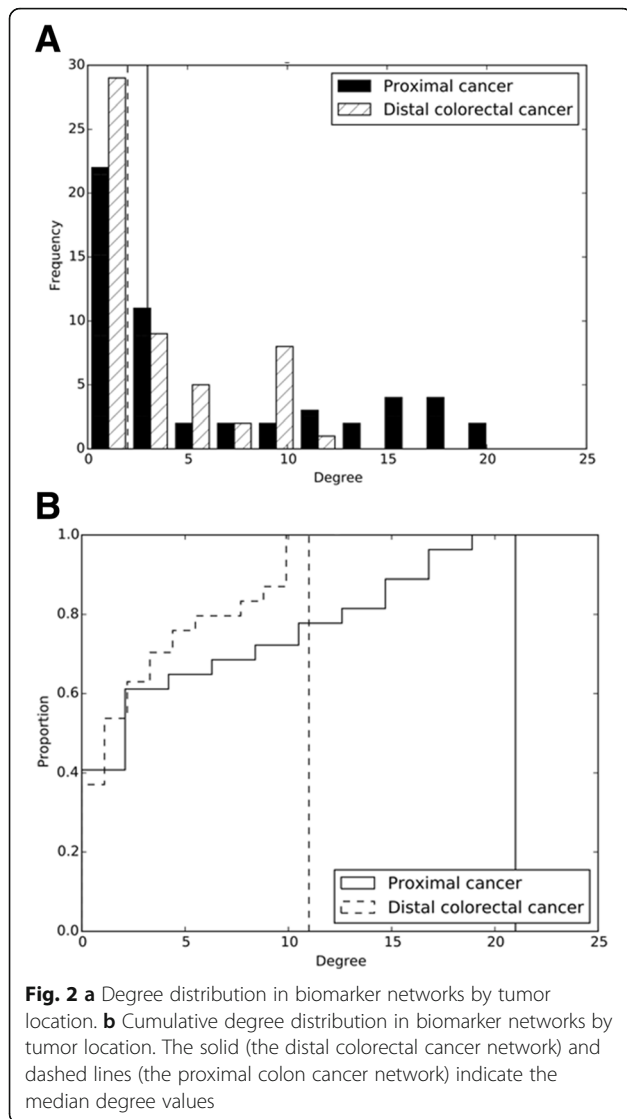 A
30
25
20
15
10
5
0
Frequency
Proximal cancer
Distal colorectal cancer
0 5 10 15 20 25
Degree
B
1.0
0.8
0.6
0.4
0.2
0.0
Proportion
Proximal cancer
Distal colorectal cancer
0 5 10 15 20 25
Degree
Fig. 2 a Degree distribution in biomarker networks by tumor
location. b Cumulative degree distribution in biomarker networks by
tumor location. The solid (the distal colorectal cancer network) and
dashed lines (the proximal colon cancer network) indicate the
median degree values